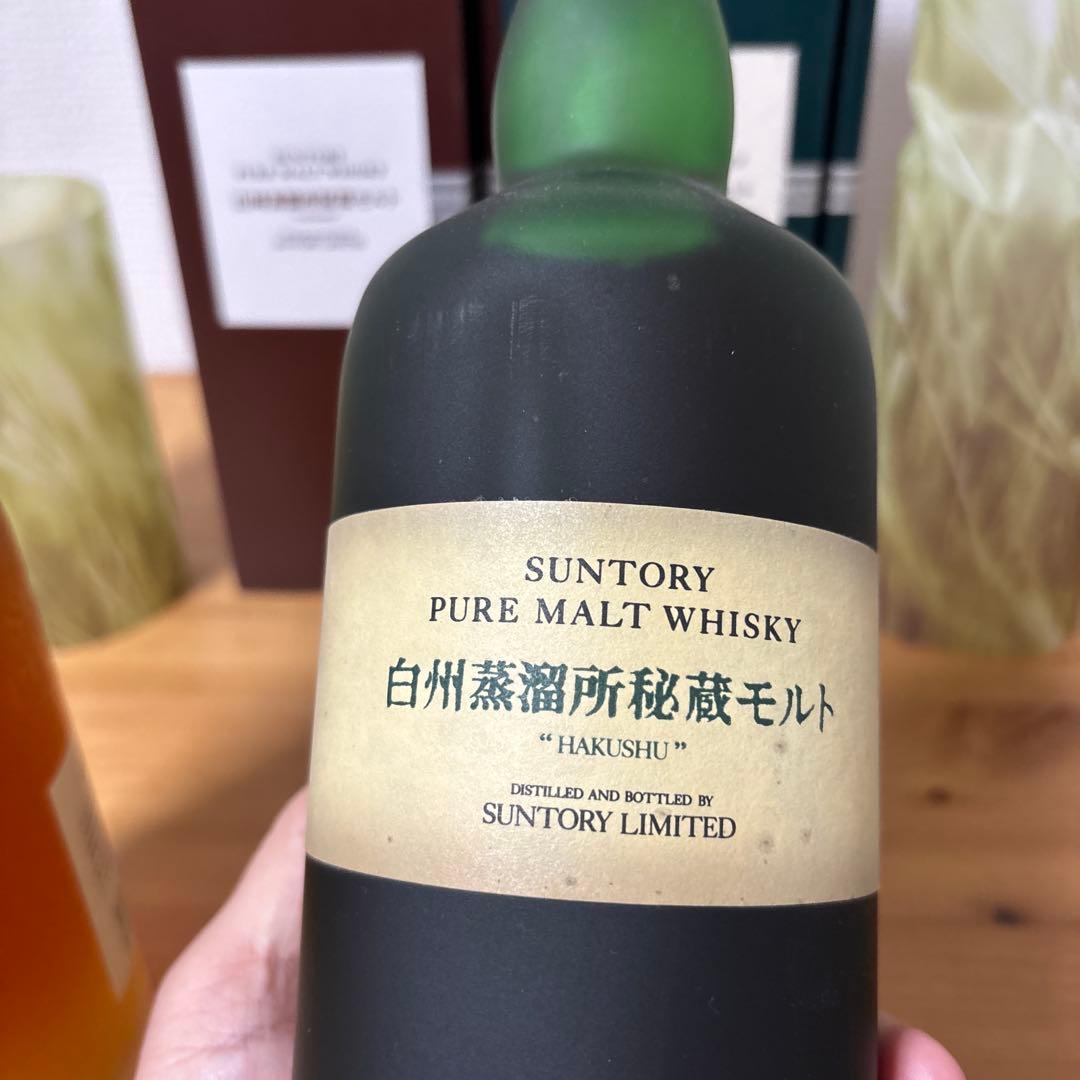 SUNTORY
PURE MALT WHISKY
白州蒸溜所秘蔵モルト
“HAKUSHU”
DISTILLED AND BOTTLED BY
SUNTORY LIMITED